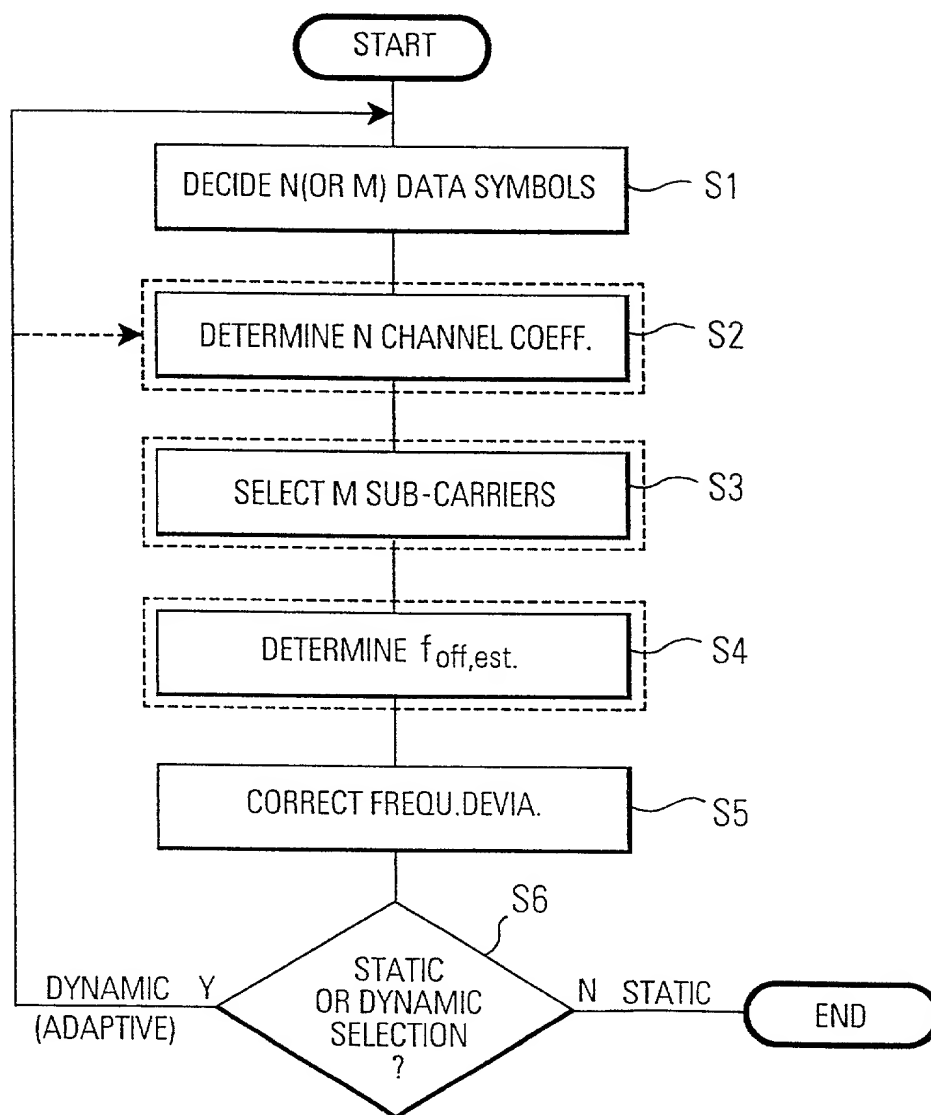 START
DECIDE N(OR M) DATA SYMBOLS
S1
DETERMINE N CHANNEL COEFF.
S2
SELECT M SUB-CARRIERS
S3
DETERMINE foff,est.
S4
CORRECT FREQU.DEVIA.
S5
S6
STATIC
OR DYNAMIC
SELECTION
?
DYNAMIC Y
(ADAPTIVE)
N STATIC
END